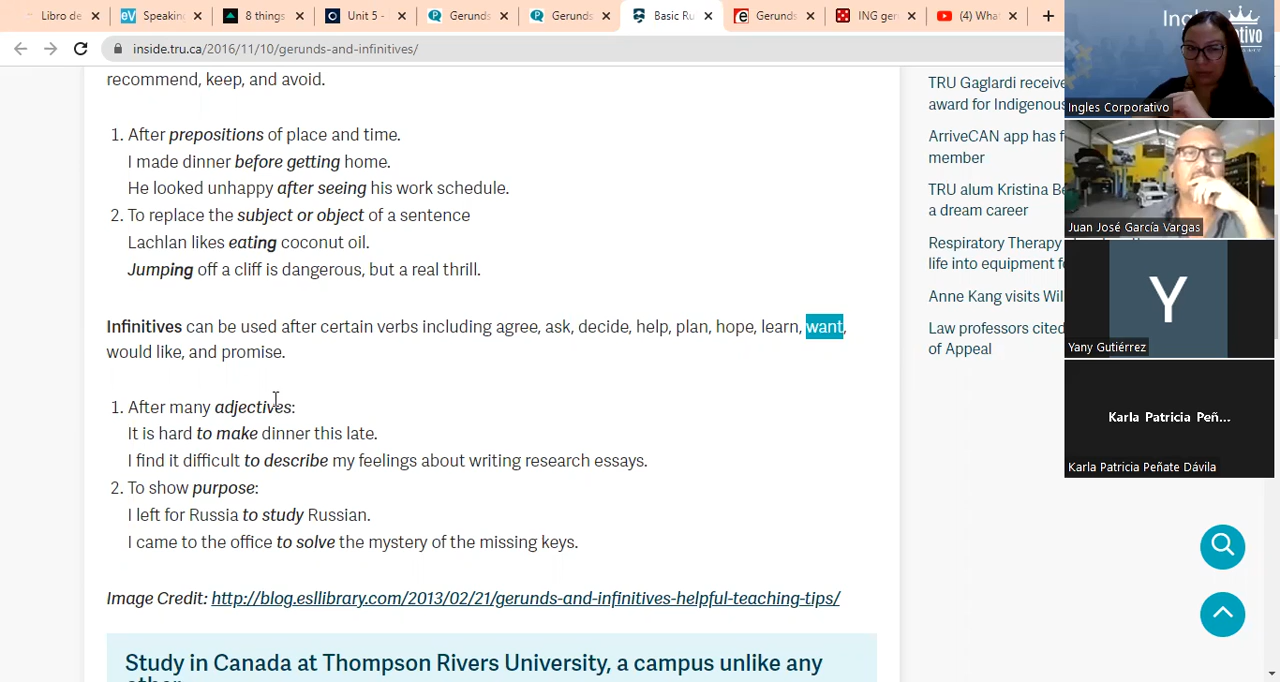 Libro de
Speakin
8 things
Unit 5 -
Gerunds
Gerunds
Basic Ru
Gerunds
ING ger
(4) Wha
inside.tru.ca/2016/11/10/gerunds-and-infinitives/
recommend, keep, and avoid.
1. After prepositions of place and time.
I made dinner before getting home.
He looked unhappy after seeing his work schedule.
2. To replace the subject or object of a sentence
Lachlan likes eating coconut oil.
Jumping off a cliff is dangerous, but a real thrill.
Infinitives can be used after certain verbs including agree, ask, decide, help, plan, hope, learn, want,
would like, and promise.
1. After many adjectives:
It is hard to make dinner this late.
I find it difficult to describe my feelings about writing research essays.
2. To show purpose:
I left for Russia to study Russian.
I came to the office to solve the mystery of the missing keys.
Image Credit: http://blog.esllibrary.com/2013/02/21/gerunds-and-infinitives-helpful-teaching-tips/
Study in Canada at Thompson Rivers University, a campus unlike any
TRU Gaglardi receive
award for Indigenous
ArriveCAN app has f
member
TRU alum Kristina Be
a dream career
Respiratory Therapy
life into equipment fo
Anne Kang visits Wil
Law professors cited
of Appeal
Ingles Corporativo
Juan José García Vargas
Y
Yany Gutiérrez
Karla Patricia Peñ...
Karla Patricia Peñate Dávila